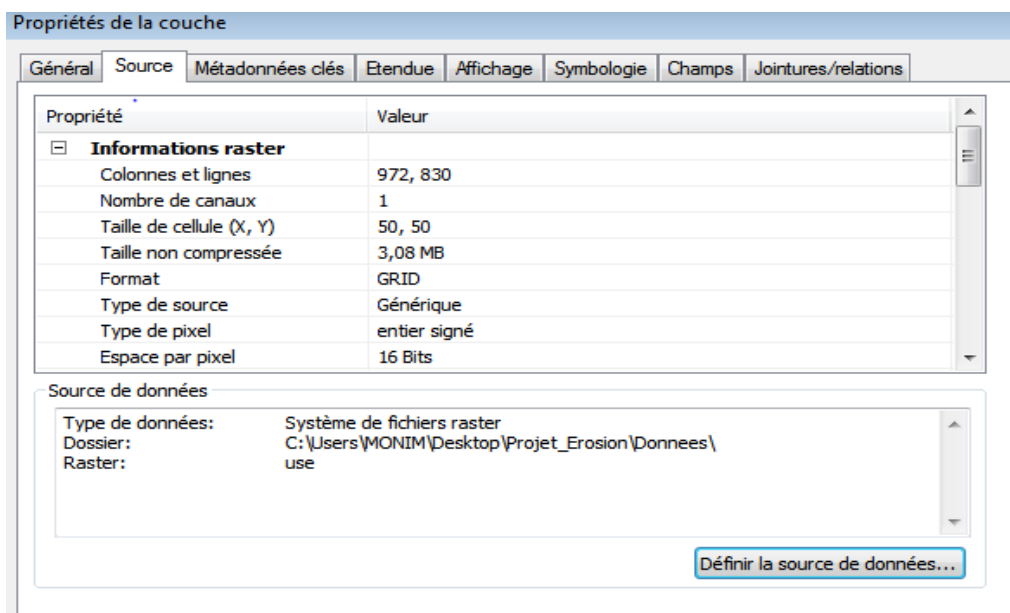 Propriétés de la couche
Général Source Métadonnées clés Etendue Affichage Symbologie Champs Jointures/relations
Propriété Valeur
Informations raster
Colonnes et lignes 972, 830
Nombre de canaux 1
Taille de cellule (X, Y) 50, 50
Taille non compressée 3,08 MB
Format GRID
Type de source Générique
Type de pixel entier signé
Espace par pixel 16 Bits
Source de données
Type de données: Système de fichiers raster
Dossier: C:\Users\MONIM\Desktop\Projet_Erosion\Donnees\
Raster: use
Définir la source de données...